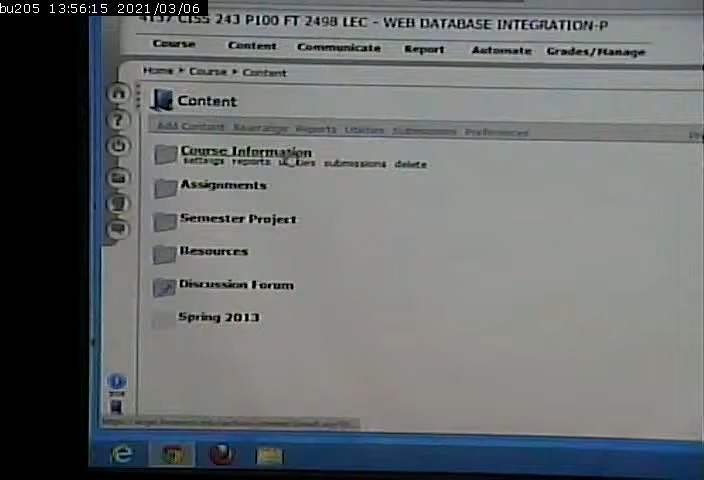 bu205 13:56:15 2021/03/06
4137 CISS 243 P100 FT 2498 LEC - WEB DATABASE INTEGRATION-P
Course Content Communicate Report Automate Grades/Manage
Home Course Content
Content
Add Content Rearrange Reports Utilities Submissions Preferences
Course Information
settings reports utilities submissions delete
Assignments
Semester Project
Resources
Discussion Forum
Spring 2013